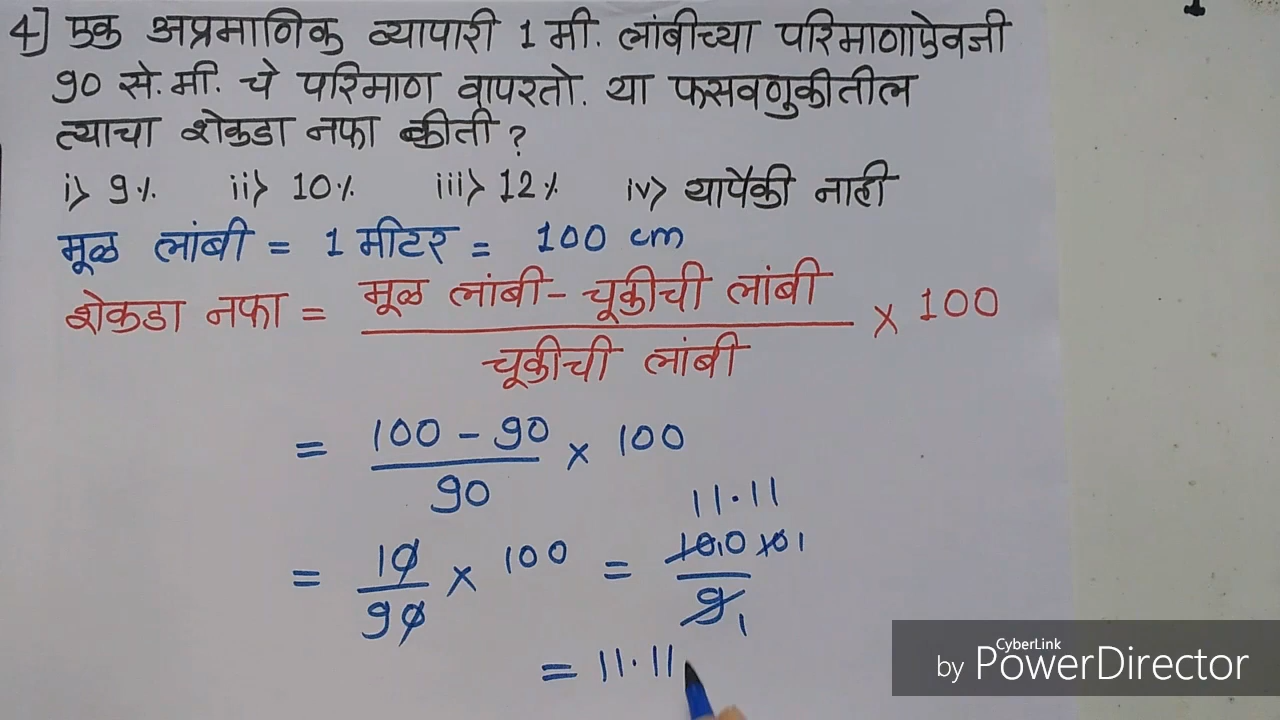 4] एक अप्रमाणिक व्यापारी 1 मी. लांबीच्या परिमाणाऐवजी
90 से.मी. चे परिमाण वापरतो. या फसवणुकीतील
त्याचा शेकडा नफा कीती ?
i> 9% ii> 10% iii> 12% iv> यापैकी नाही
मूळ लांबी = 1 मीटर = 100 cm
शेकडा नफा = मूळ लांबी - चूकीची लांबी / चूकीची लांबी × 100
= 100 - 90 / 90 × 100
11.11
= 10 / 90 × 100 = / 9 1
= 11.11
CyberLink
by PowerDirector